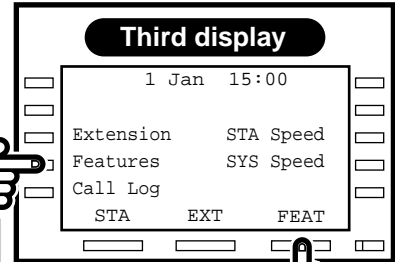 Third display
1 Jan 15:00
Extension STA Speed
Features SYS Speed
Call Log
STA EXT FEAT